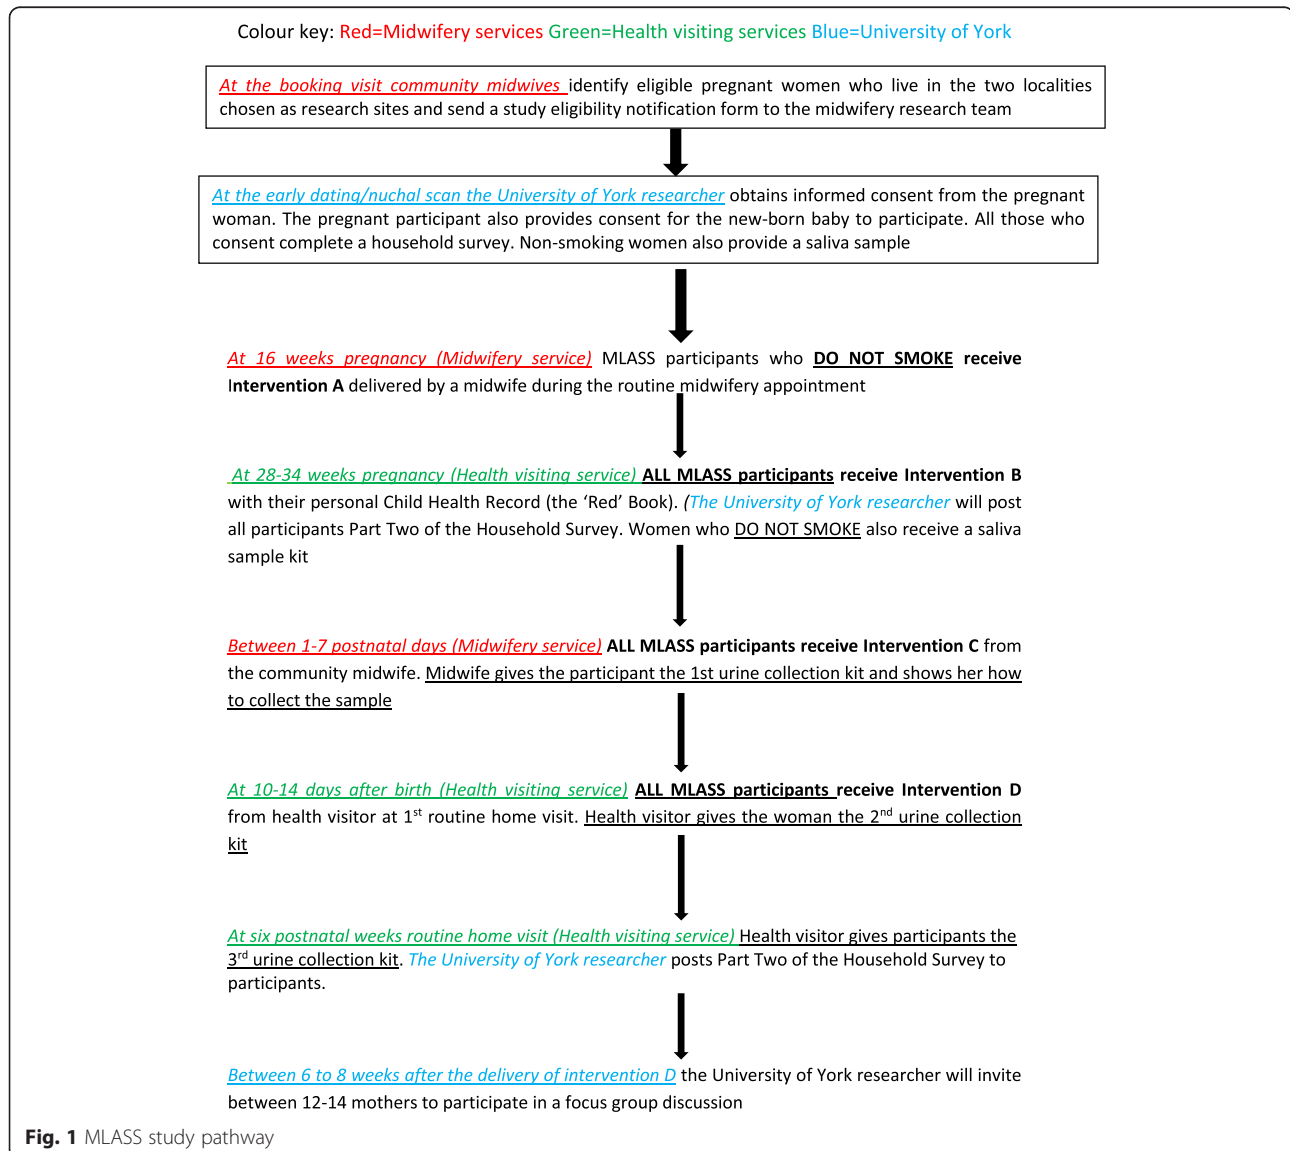 Colour key: Red=Midwifery services Green=Health visiting services Blue=University of York
At the booking visit community midwives identify eligible pregnant women who live in the two localities
chosen as research sites and send a study eligibility notification form to the midwifery research team
At the early dating/nuchal scan the University of York researcher obtains informed consent from the pregnant
woman. The pregnant participant also provides consent for the new-born baby to participate. All those who
consent complete a household survey. Non-smoking women also provide a saliva sample
At 16 weeks pregnancy (Midwifery service) MLASS participants who DO NOT SMOKE receive
Intervention A delivered by a midwife during the routine midwifery appointment
At 28-34 weeks pregnancy (Health visiting service) ALL MLASS participants receive Intervention B
with their personal Child Health Record (the ‘Red’ Book). (The University of York researcher will post
all participants Part Two of the Household Survey. Women who DO NOT SMOKE also receive a saliva
sample kit
Between 1-7 postnatal days (Midwifery service) ALL MLASS participants receive Intervention C from
the community midwife. Midwife gives the participant the 1st urine collection kit and shows her how
to collect the sample
At 10-14 days after birth (Health visiting service) ALL MLASS participants receive Intervention D
from health visitor at 1st routine home visit. Health visitor gives the woman the 2nd urine collection
kit
At six postnatal weeks routine home visit (Health visiting service) Health visitor gives participants the
3rd urine collection kit. The University of York researcher posts Part Two of the Household Survey to
participants.
Between 6 to 8 weeks after the delivery of intervention D the University of York researcher will invite
between 12-14 mothers to participate in a focus group discussion
Fig. 1 MLASS study pathway